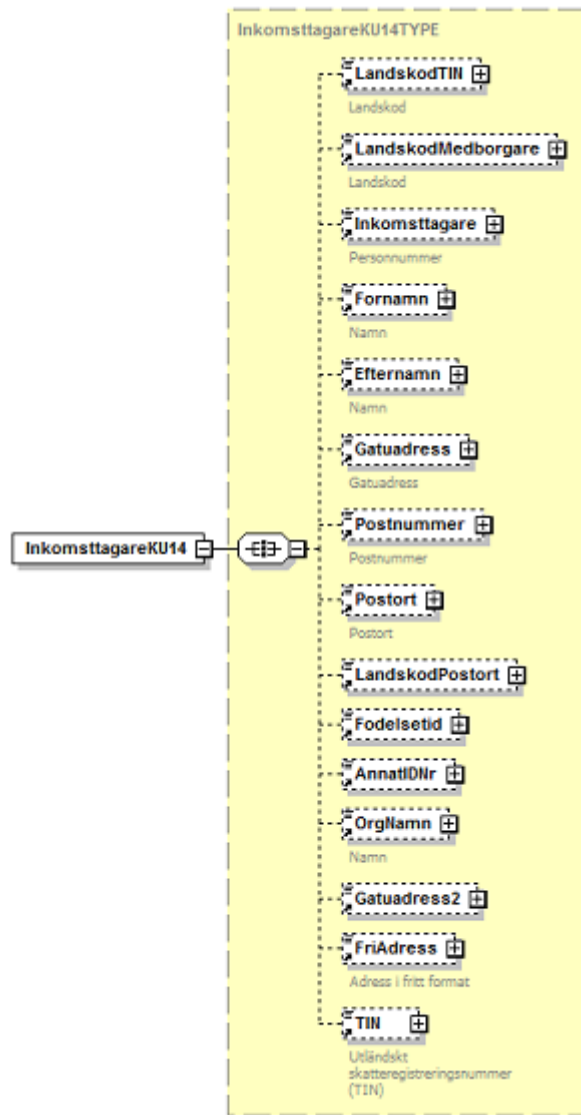 InkomsttagareKU14TYPE
LandskodTIN
Landskod
LandskodMedborgare
Landskod
Inkomsttagare
Personnummer
Fornamn
Namn
Efternamn
Namn
Gatuadress
Gatuadress
InkomsttagareKU14
Postnummer
Postnummer
Postort
Postort
LandskodPostort
Fodelsetid
AnnatIDNr
OrgNamn
Namn
Gatuadress2
FriAdress
Adress i fritt format
TIN
Utländskt
skatteregistreringsnummer
(TIN)